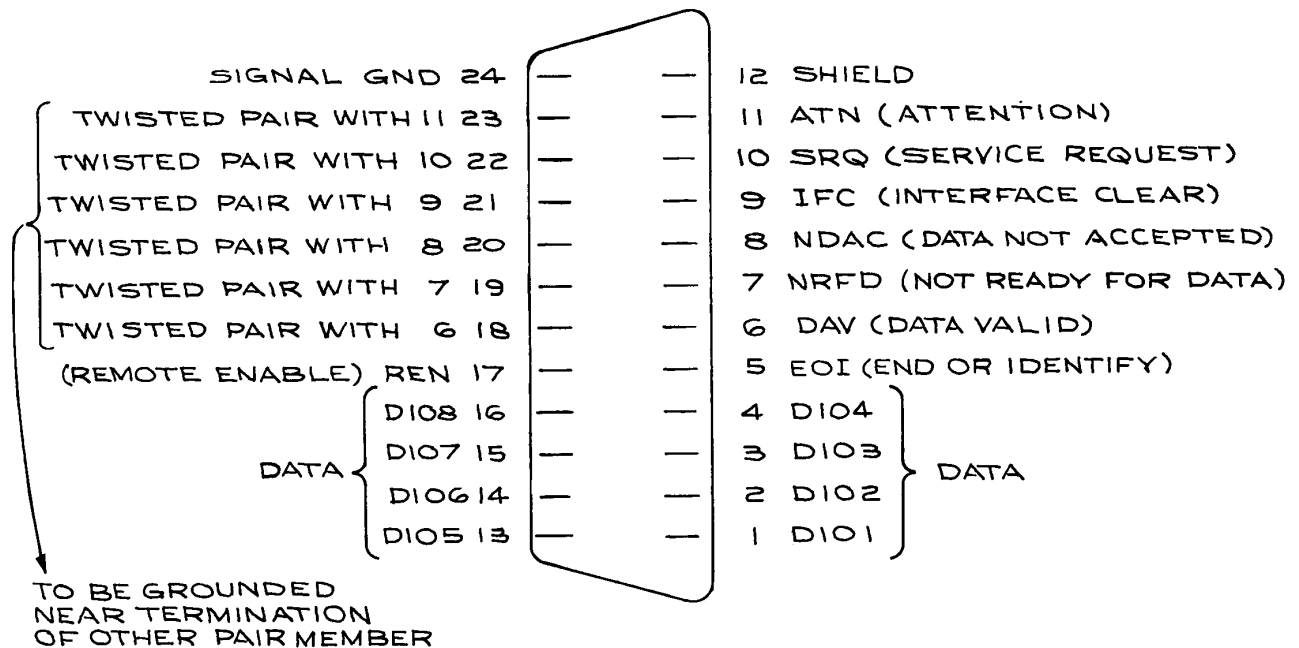 SIGNAL GND 24
TWISTED PAIR WITH 11 23
TWISTED PAIR WITH 10 22
TWISTED PAIR WITH 9 21
TWISTED PAIR WITH 8 20
TWISTED PAIR WITH 7 19
TWISTED PAIR WITH 6 18
(REMOTE ENABLE) REN 17
DIO8 16
DIO7 15
DIO6 14
DIO5 13
DATA
TO BE GROUNDED
NEAR TERMINATION
OF OTHER PAIR MEMBER
12 SHIELD
11 ATN (ATTENTION)
10 SRQ (SERVICE REQUEST)
9 IFC (INTERFACE CLEAR)
8 NDAC (DATA NOT ACCEPTED)
7 NRFD (NOT READY FOR DATA)
6 DAV (DATA VALID)
5 EOI (END OR IDENTIFY)
4 DIO4
3 DIO3
2 DIO2
1 DIO1
DATA